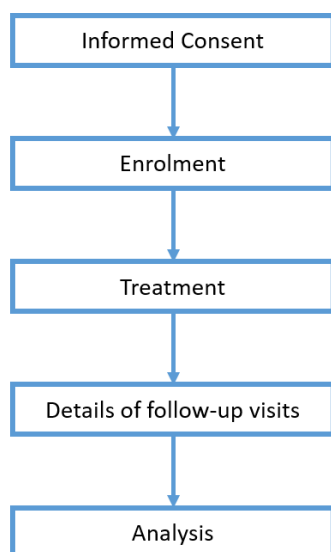 Informed Consent
Enrolment
Treatment
Details of follow-up visits
Analysis